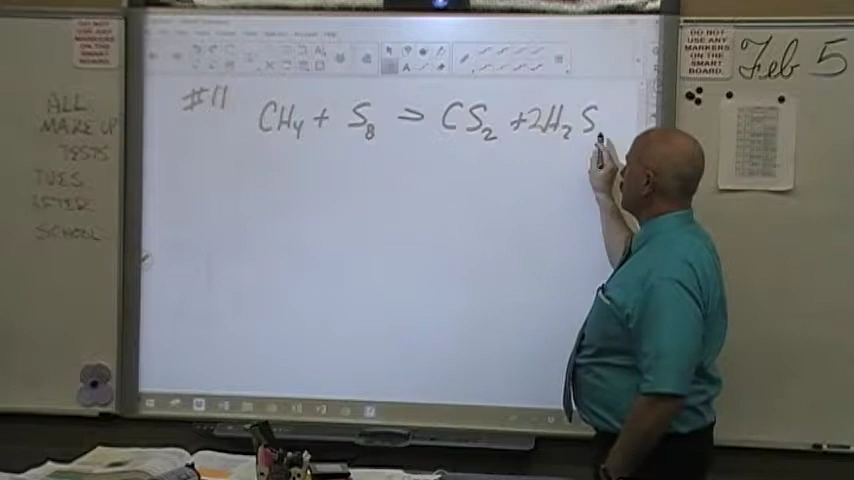 DO NOT
USE ANY
MARKERS
ON THE
SMART
BOARD
ALL
MAKE UP
TESTS
TUES
AFTER
SCHOOL
#11
CH₄ + S₈ = CS₂ + 2H₂S
DO NOT
USE ANY
MARKERS
ON THE
SMART
BOARD
Feb 5